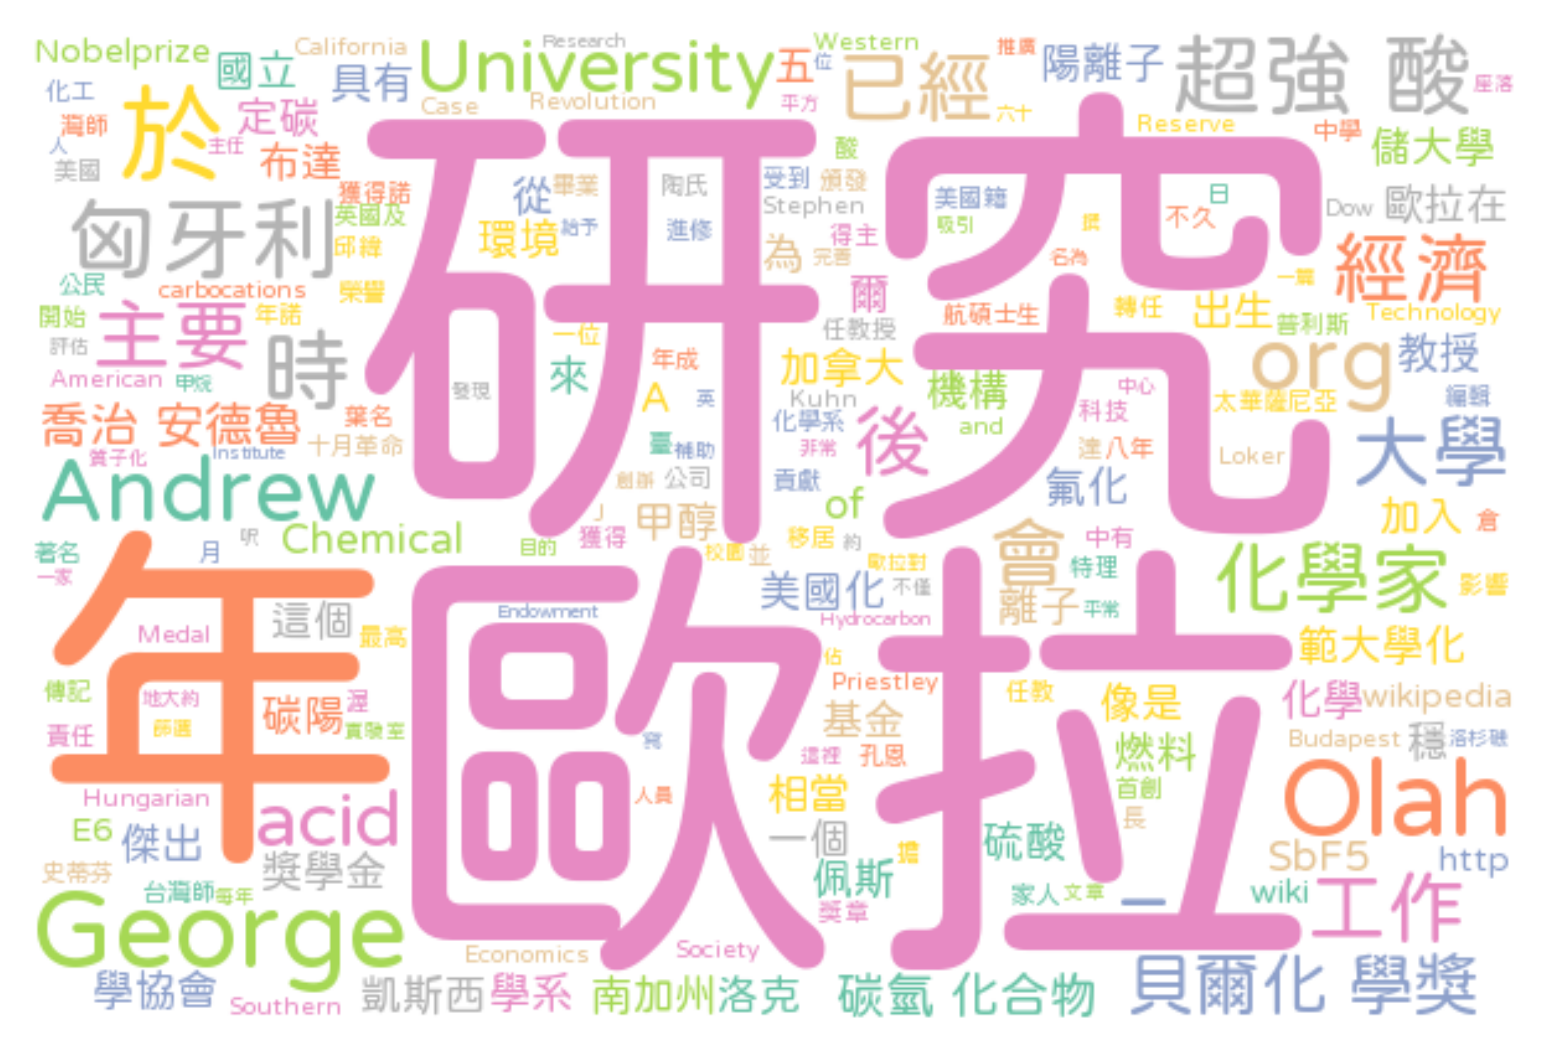 Nobelprize
California
University
Research
Western
推廣
陽離子
超強 酸
座落
國立
具有
五
位
已經
化工
於
定碳
Case
Revolution
平方
六十
Reserve
中學
儲大學
灣師
人
主任
美國
布達
獲得諾
酸
英國及
從
畢業
陶氏
受到
頒發
美國籍
日
Dow
歐拉在
匈牙利
研究
環境
給予
進修
Stephen
得主
吸引
不久
邱緯
為
完善
名為
一篇
經濟
公民
carbocations
榮譽
爾
航碩士生
轉任
出生
普利斯
Technology
開始
主要
年諾
時
一位
任教授
評估
來
年成
加拿大
機構
org
教授
American
甲烷
發現
A
英
Kuhn
中心
太華薩尼亞
編輯
喬治 安德魯
葉名
化學系
後
and
科技
大學
質子化
Institute
十月革命
臺
補助
非常
達
八年
Loker
Andrew
創辦
公司
貢獻
氟化
J
甲醇
of
加入
倉
著名
月
呎
Chemical
目的
獲得
校園
並
移居
約
會
中有
化學家
一家
年
歐拉
歐拉對
特理
影響
美國化
不僅
離子
平常
這個
Endowment
Hydrocarbon
Medal
最高
佔
範大學化
傳記
地大約
碳陽
Priestley
任教
像是
化學
wikipedia
責任
篩選
實驗室
基金
Budapest
穩
洛杉磯
這裡
孔恩
燃料
Hungarian
acid
人員
相當
首創
Olah
E6
傑出
一個
長
硫酸
SbF5
http
史蒂芬
獎學金
擔
佩斯
台灣師
每年
家人
文章
一
wiki
工作
George
獎章
Economics
Society
學協會
Southern
凱斯西
學系
南加州
洛克
碳氫 化合物
貝爾化 學獎